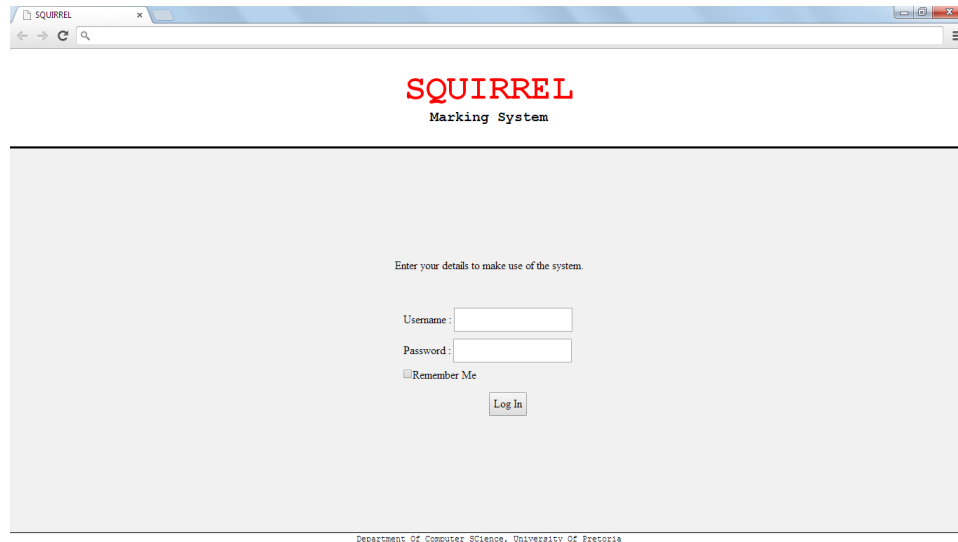 SQUIRREL
SQUIRREL
Marking System
Enter your details to make use of the system.
Username :
Password :
Remember Me
Log In
Department Of Computer SCience, University Of Pretoria